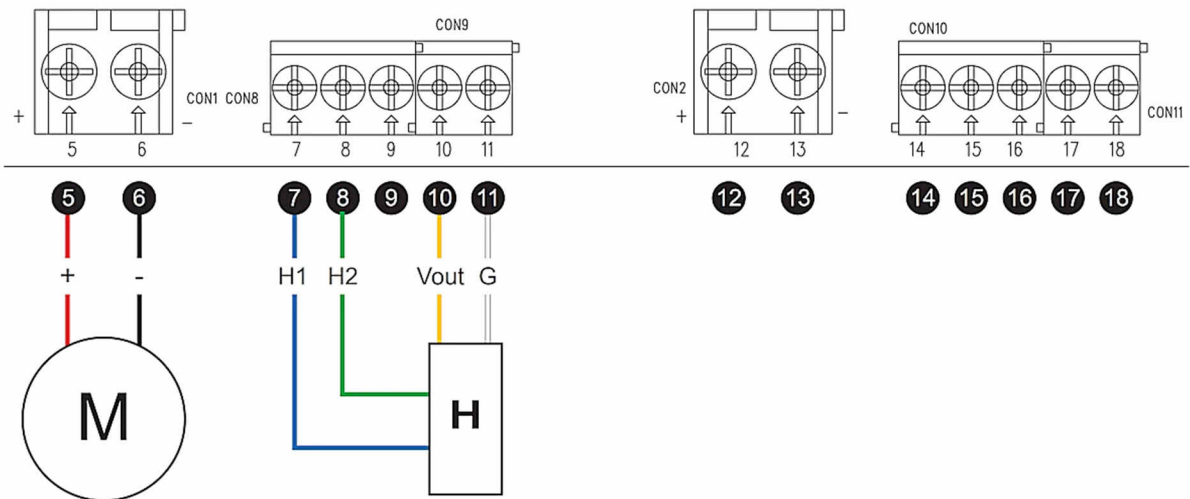 CON9
CON10
CON1 CON8
CON2
CON11
+ −
+ −
5 6 7 8 9 10 11 12 13 14 15 16 17 18
5 6 7 8 9 10 11 12 13 14 15 16 17 18
+ - H1 H2 Vout G
M H